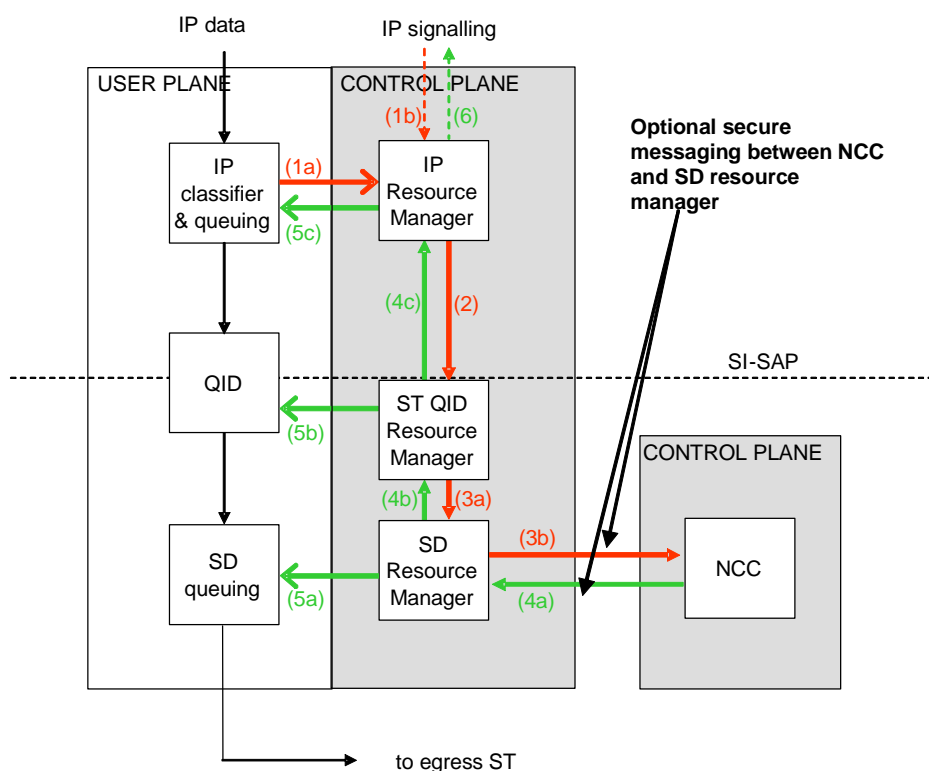 IP data
IP signalling
USER PLANE
CONTROL PLANE
(1b)
(6)
Optional secure
messaging between NCC
and SD resource
manager
IP
classifier
& queuing
(1a)
(5c)
IP
Resource
Manager
(4c)
(2)
QID
SI-SAP
(5b)
ST QID
Resource
Manager
CONTROL PLANE
(4b)
(3a)
SD
queuing
(5a)
SD
Resource
Manager
(3b)
(4a)
NCC
to egress ST